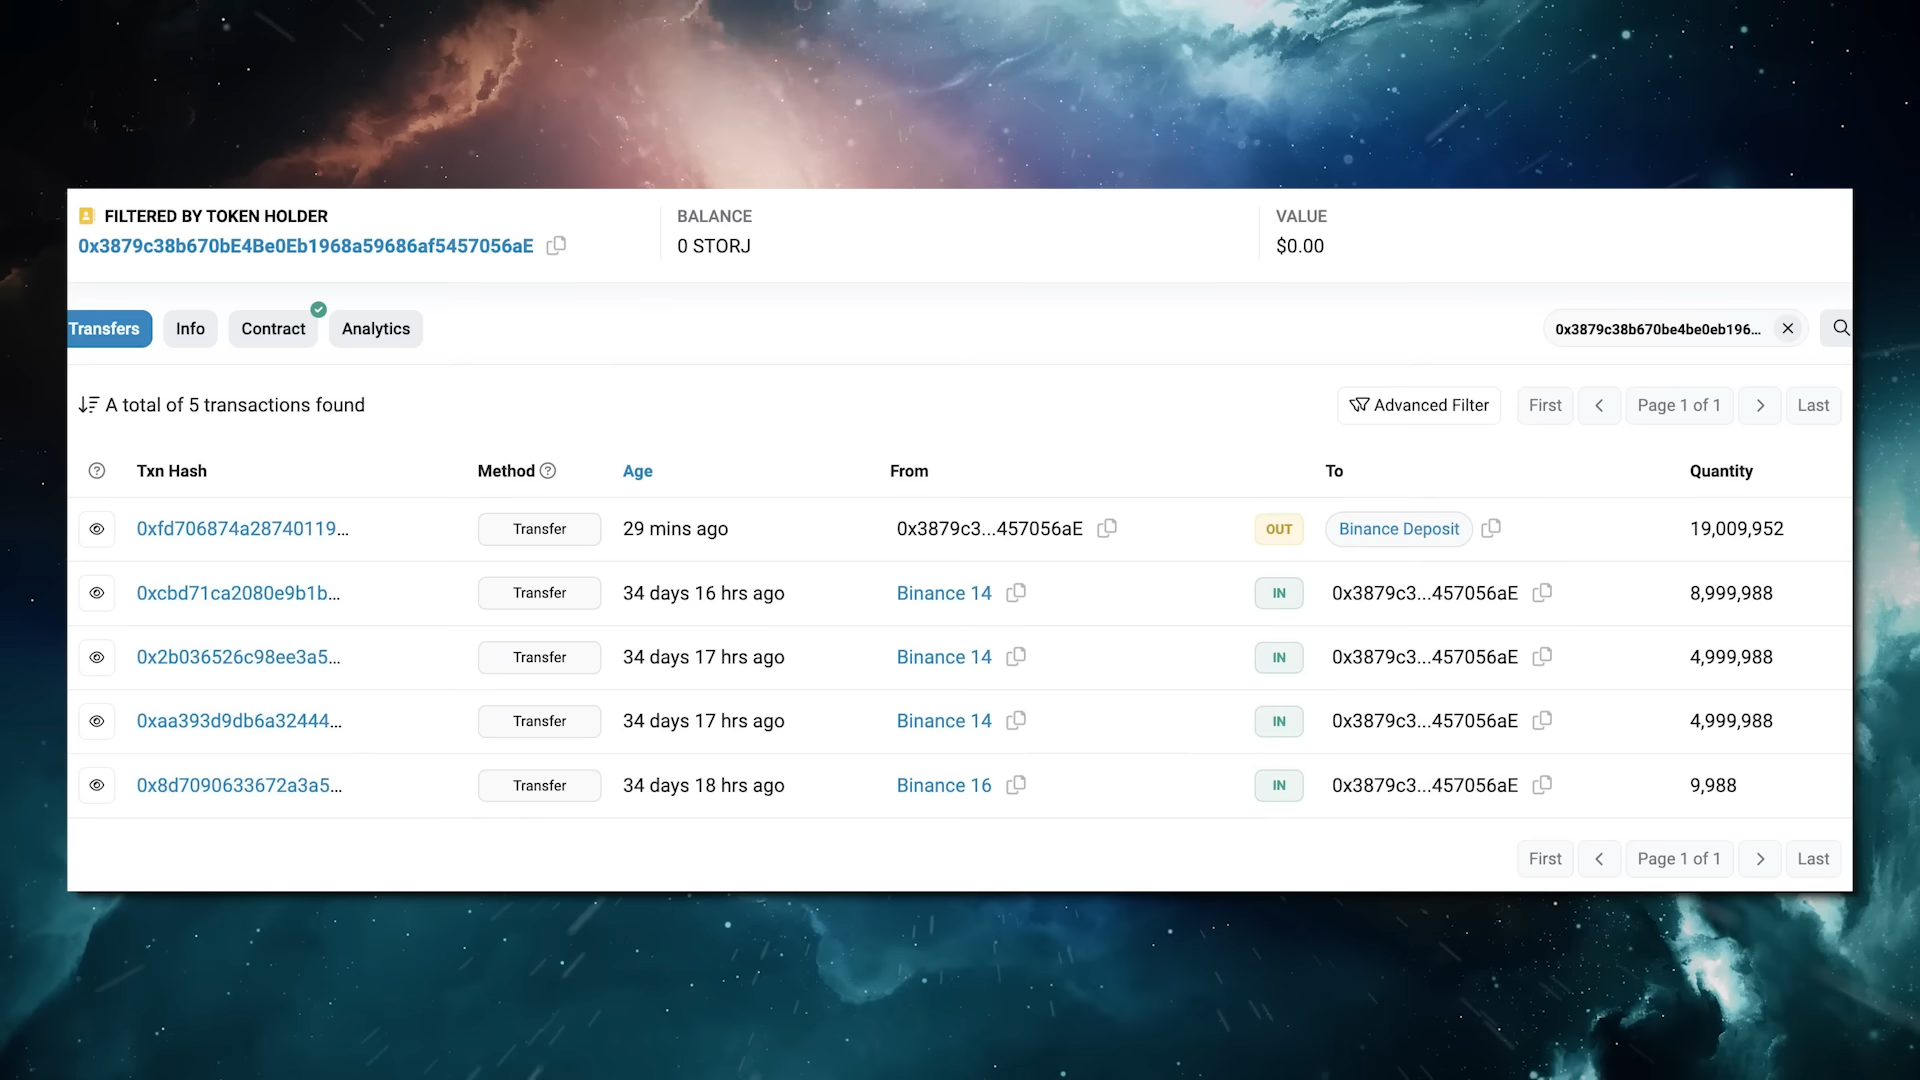 FILTERED BY TOKEN HOLDER
0x3879c38b670bE4Be0Eb1968a59686af5457056aE
BALANCE
0 STORJ
VALUE
$0.00
Transfers Info Contract Analytics
0x3879c38b670be4be0eb196...
A total of 5 transactions found
Advanced Filter First Page 1 of 1 Last
Txn Hash Method Age From To Quantity
0xfd706874a28740119... Transfer 29 mins ago 0x3879c3...457056aE OUT Binance Deposit 19,009,952
0xcbd71ca2080e9b1b... Transfer 34 days 16 hrs ago Binance 14 IN 0x3879c3...457056aE 8,999,988
0x2b036526c98ee3a5... Transfer 34 days 17 hrs ago Binance 14 IN 0x3879c3...457056aE 4,999,988
0xaa393d9db6a32444... Transfer 34 days 17 hrs ago Binance 14 IN 0x3879c3...457056aE 4,999,988
0x8d7090633672a3a5... Transfer 34 days 18 hrs ago Binance 16 IN 0x3879c3...457056aE 9,988
First Page 1 of 1 Last